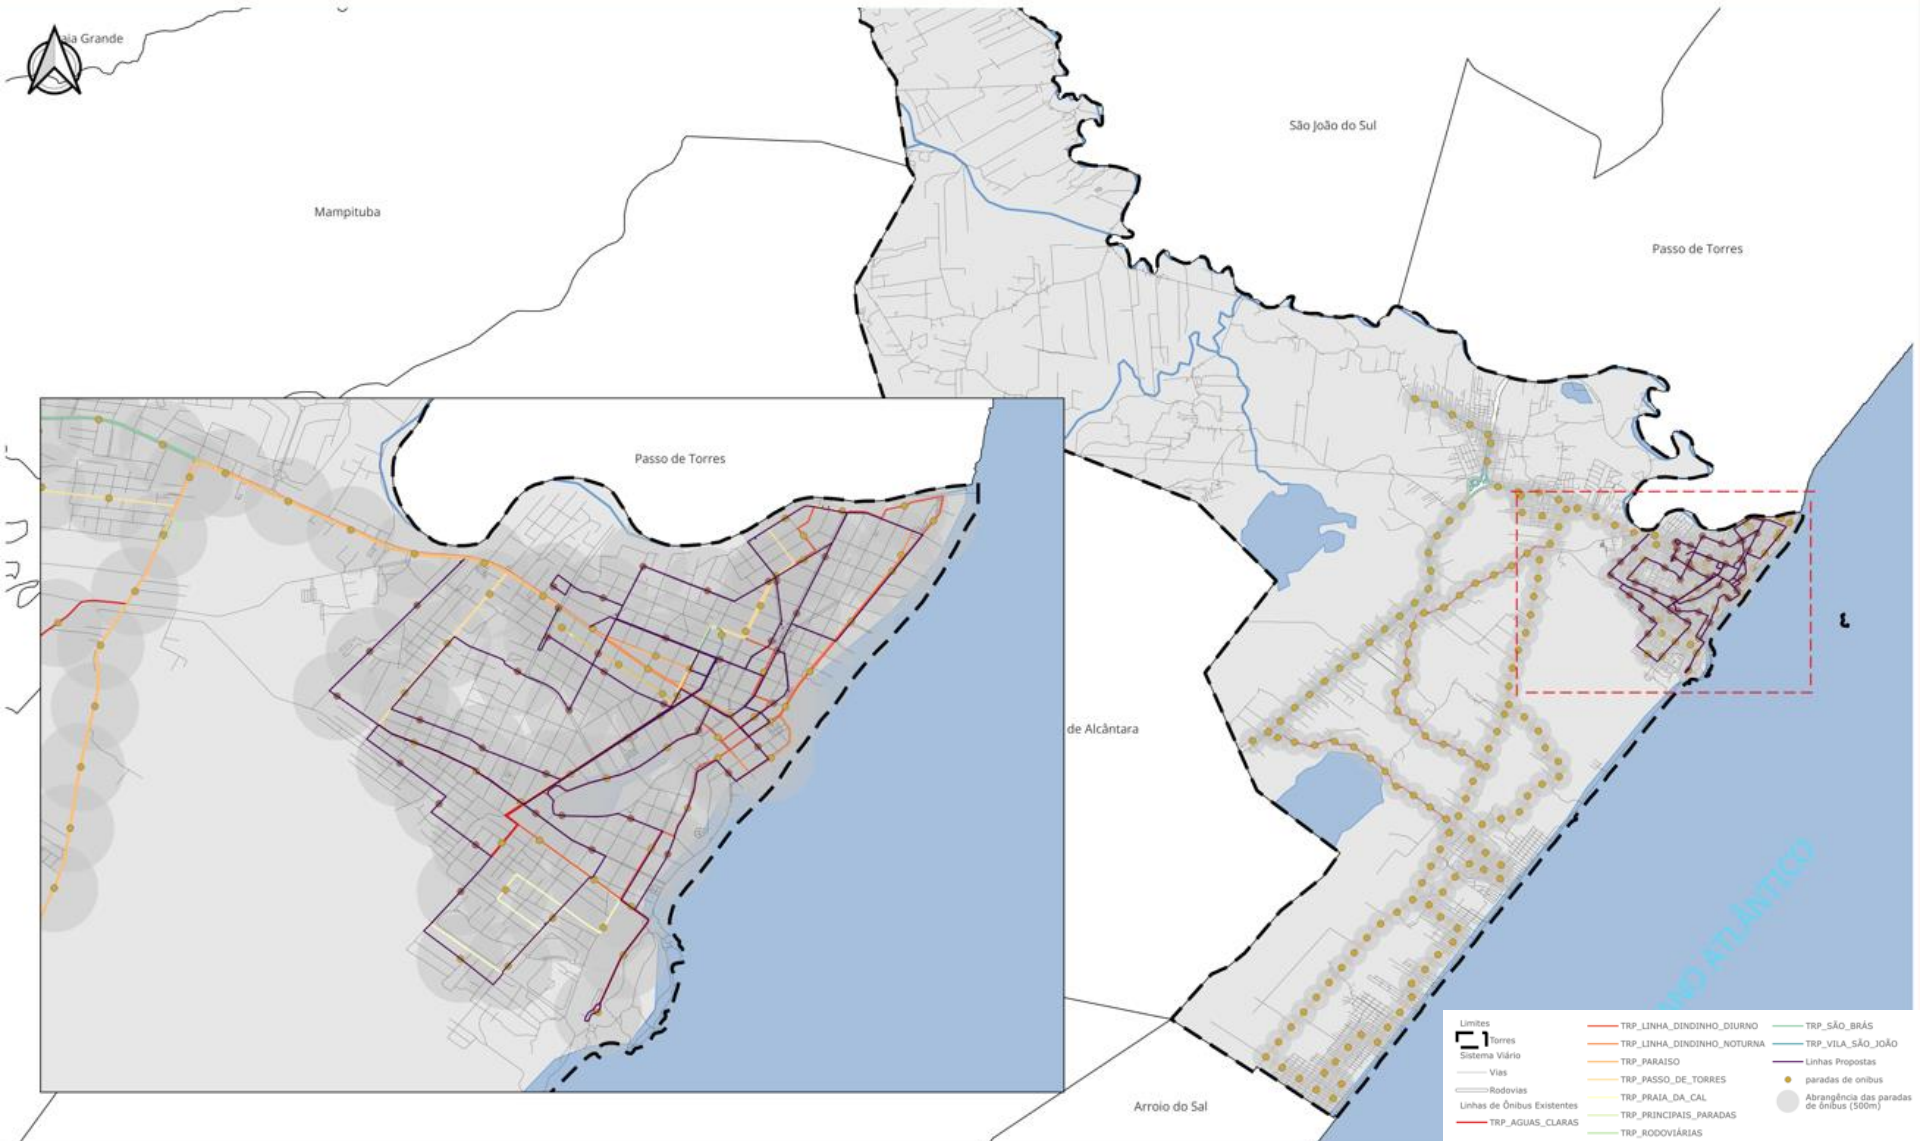 aia Grande
São João do Sul
Mampituba
Passo de Torres
Passo de Torres
de Alcântara
NO ATLÂNTICO
Arroio do Sal
Limites
Torres
Sistema Viário
Vias
Rodovias
Linhas de Ônibus Existentes
TRP_AGUAS_CLARAS
TRP_LINHA_DINDINHO_DIURNO
TRP_LINHA_DINDINHO_NOTURNA
TRP_PARAISO
TRP_PASSO_DE_TORRES
TRP_PRAIA_DA_CAL
TRP_PRINCIPAIS_PARADAS
TRP_RODOVIÁRIAS
TRP_SÃO_BRÁS
TRP_VILA_SÃO_JOÃO
Linhas Propostas
paradas de onibus
Abrangência das paradas
de ônibus (500m)